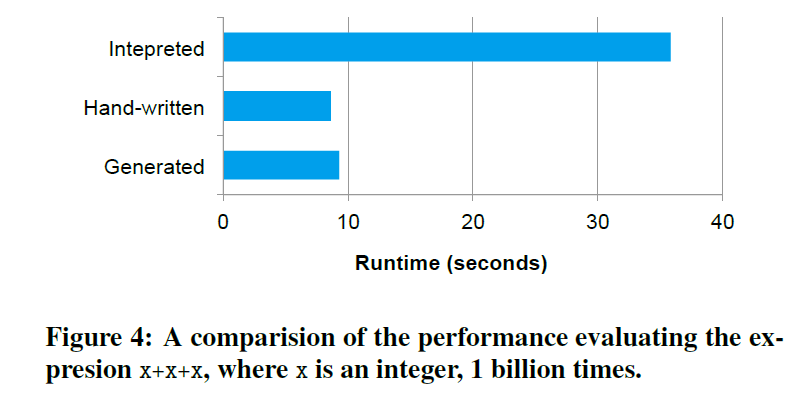 Intepreted
Hand-written
Generated
0 10 20 30 40
Runtime (seconds)
Figure 4: A comparision of the performance evaluating the ex-
presion x+x+x, where x is an integer, 1 billion times.